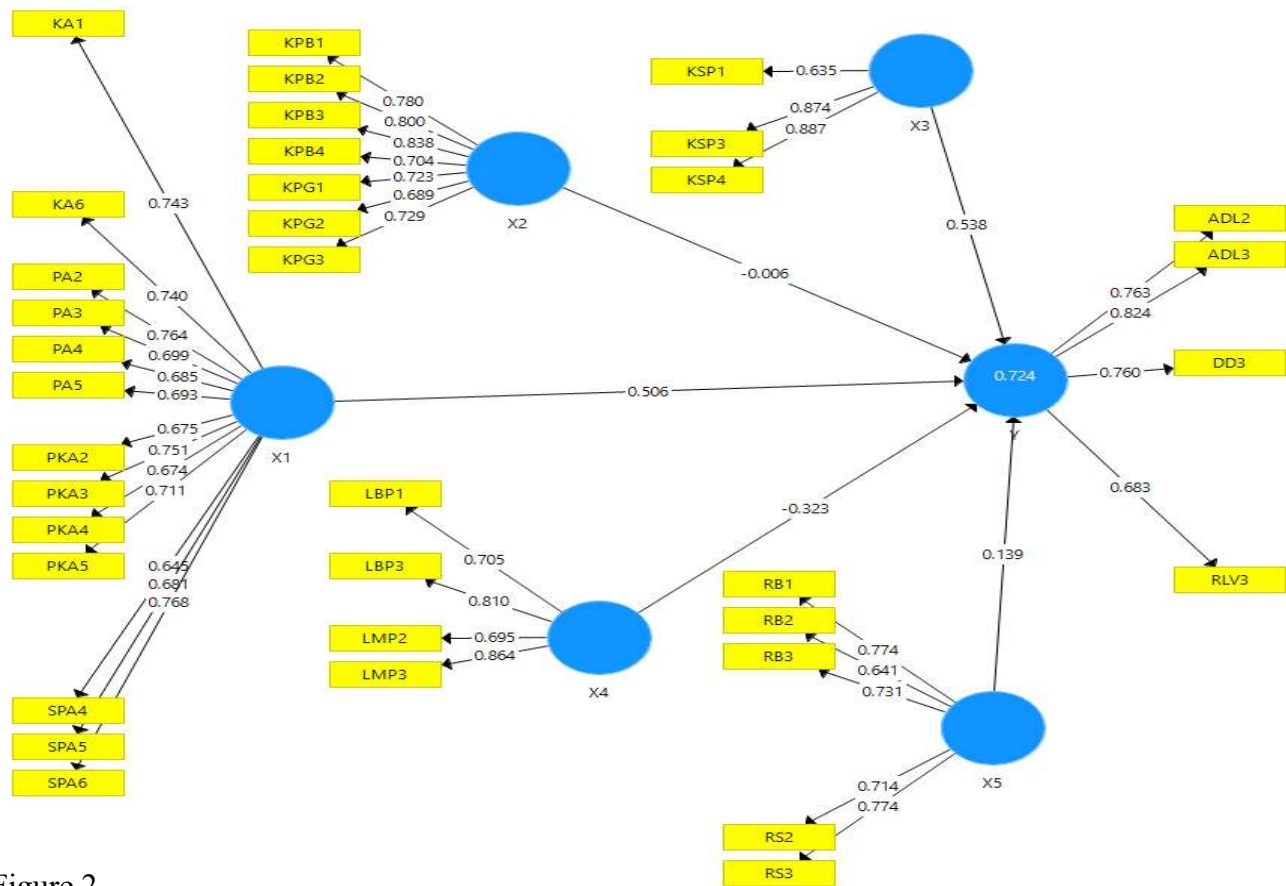 KA1
KA6
PA2
PA3
PA4
PA5
PKA2
PKA3
PKA4
PKA5
SPA4
SPA5
SPA6
0.743
0.740
0.764
0.699
0.685
0.693
0.675
0.751
0.674
0.711
0.645
0.681
0.768
X1
KPB1
KPB2
KPB3
KPB4
KPG1
KPG2
KPG3
0.780
0.800
0.838
0.704
0.723
0.689
0.729
X2
KSP1
KSP3
KSP4
0.635
0.874
0.887
X3
0.538
-0.006
0.506
-0.323
0.139
LBP1
LBP3
LMP2
LMP3
0.705
0.810
0.695
0.864
X4
RB1
RB2
RB3
RS2
RS3
0.774
0.641
0.731
0.714
0.774
X5
0.724
Y
0.763
0.824
0.760
0.683
ADL2
ADL3
DD3
RLV3
Figure 2